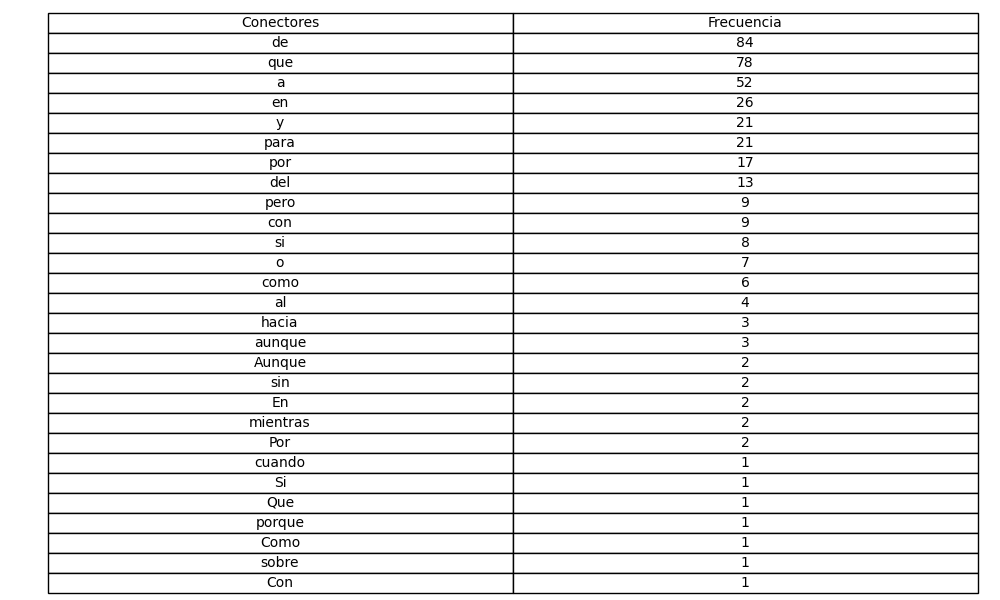 Conectores Frecuencia
de 84
que 78
a 52
en 26
y 21
para 21
por 17
del 13
pero 9
con 9
si 8
o 7
como 6
al 4
hacia 3
aunque 3
Aunque 2
sin 2
En 2
mientras 2
Por 2
cuando 1
Si 1
Que 1
porque 1
Como 1
sobre 1
Con 1